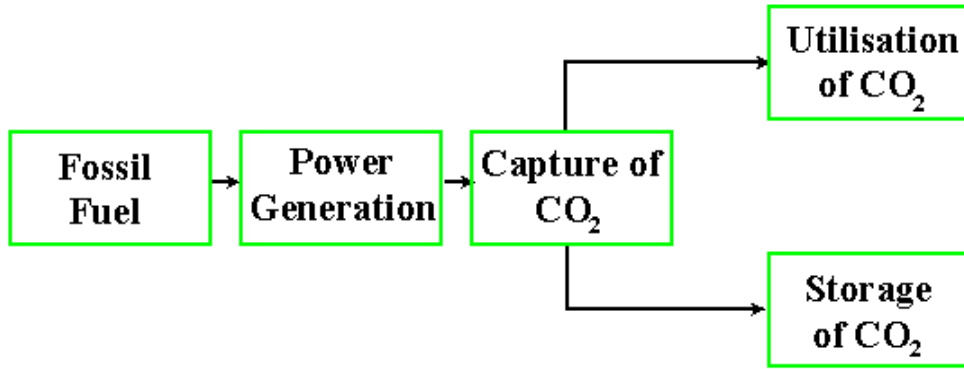 Fossil
Fuel
Power
Generation
Capture of
CO₂
Utilisation
of CO₂
Storage
of CO₂